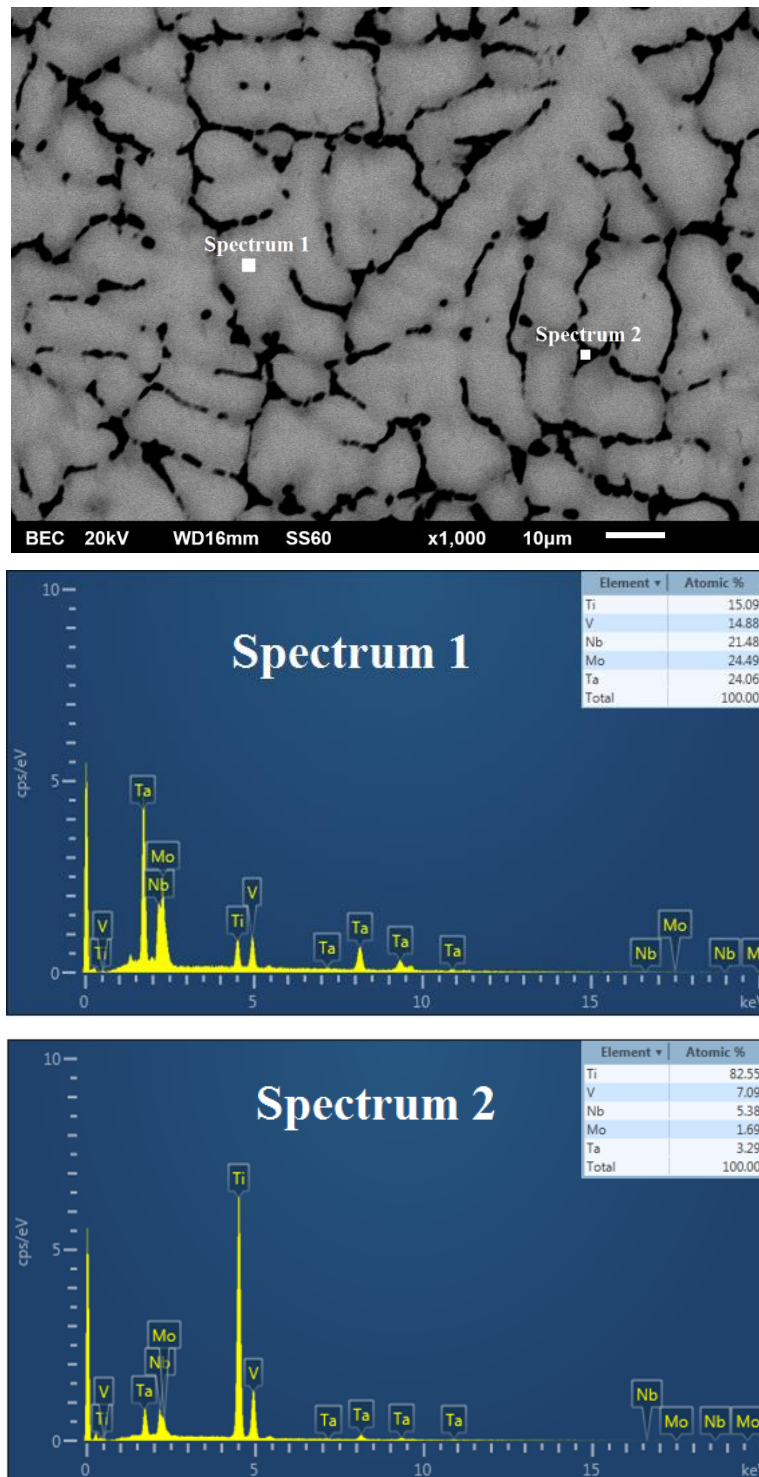 Spectrum 1
Spectrum 2
BEC 20kV WD16mm SS60 x1,000 10µm
Element Atomic %
Ti 15.09
V 14.88
Nb 21.48
Mo 24.49
Ta 24.06
Total 100.00
Spectrum 1
10
cps/eV
5
Ta
Mo
Nb
V
Ti
Ti
V
Ta
Ta
Ta
Ta
Nb
Mo
Nb
M
0
0 5 10 15 ke
Element Atomic %
Ti 82.55
V 7.09
Nb 5.38
Mo 1.69
Ta 3.29
Total 100.00
Spectrum 2
10
cps/eV
5
Ti
Mo
Nb
V
Ti
Ta
V
Ta
Ta
Ta
Ta
Nb
Mo
Nb
Mo
0 5 10 15 ke